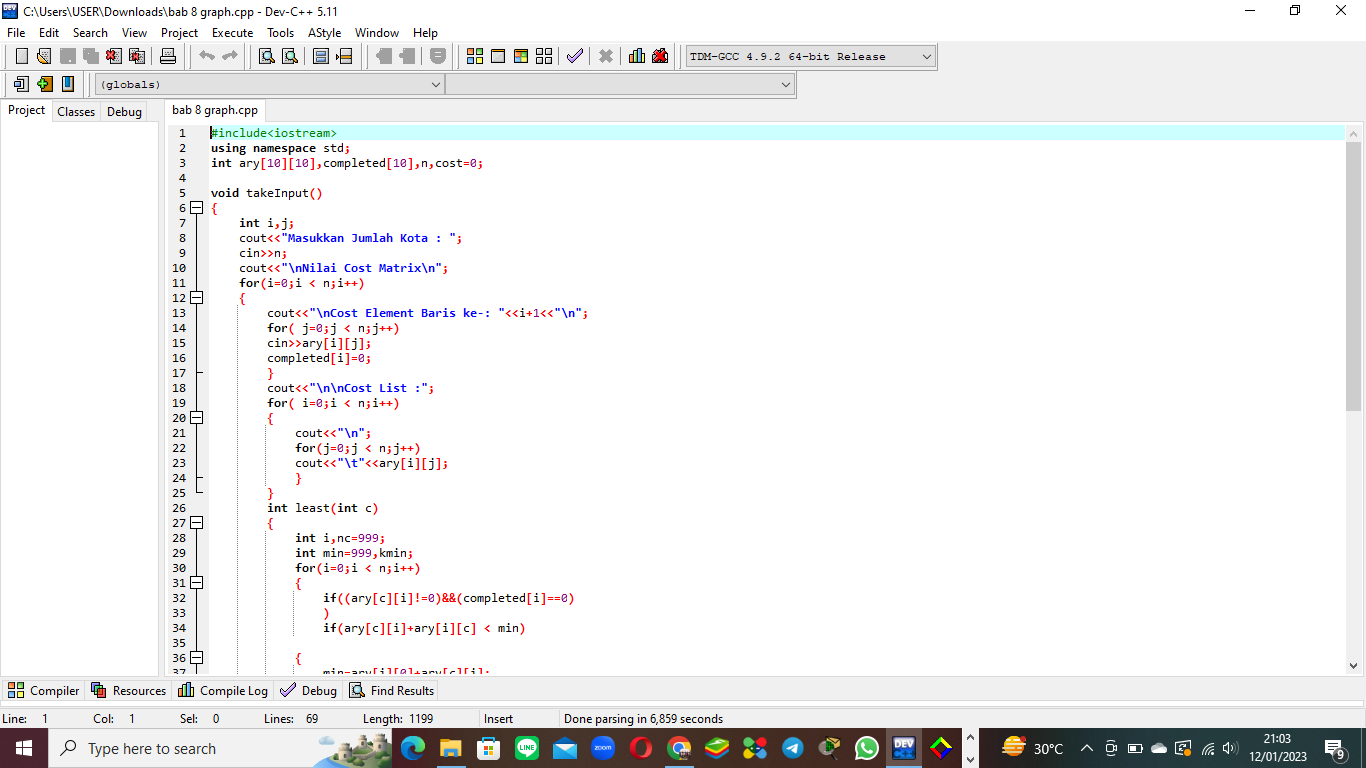 C:\Users\USER\Downloads\bab 8 graph.cpp - Dev-C++ 5.11
File Edit Search View Project Execute Tools AStyle Window Help
TDM-GCC 4.9.2 64-bit Release
(globals)
Project Classes Debug bab 8 graph.cpp
1 #include<iostream>
2 using namespace std;
3 int ary[10][10],completed[10],n,cost=0;
4
5 void takeInput()
6 {
7 int i,j;
8 cout<<"Masukkan Jumlah Kota : ";
9 cin>>n;
10 cout<<"\nNilai Cost Matrix\n";
11 for(i=0;i < n;i++)
12 {
13 cout<<"\nCost Element Baris ke-: "<<i+1<<"\n";
14 for( j=0;j < n;j++)
15 cin>>ary[i][j];
16 completed[i]=0;
17 }
18 cout<<"\n\nCost List :";
19 for( i=0;i < n;i++)
20 {
21 cout<<"\n";
22 for(j=0;j < n;j++)
23 cout<<"\t"<<ary[i][j];
24 }
25 }
26 int least(int c)
27 {
28 int i,nc=999;
29 int min=999,kmin;
30 for(i=0;i < n;i++)
31 {
32 if((ary[c][i]!=0)&&(completed[i]==0)
33 )
34 if(ary[c][i]+ary[i][c] < min)
35
36 {
37 min=ary[i][0]+ary[c][i];
Compiler Resources Compile Log Debug Find Results
Line: 1 Col: 1 Sel: 0 Lines: 69 Length: 1199 Insert Done parsing in 6,859 seconds
Type here to search
LINE
zoom
DEV
30°C
21:03
12/01/2023
9